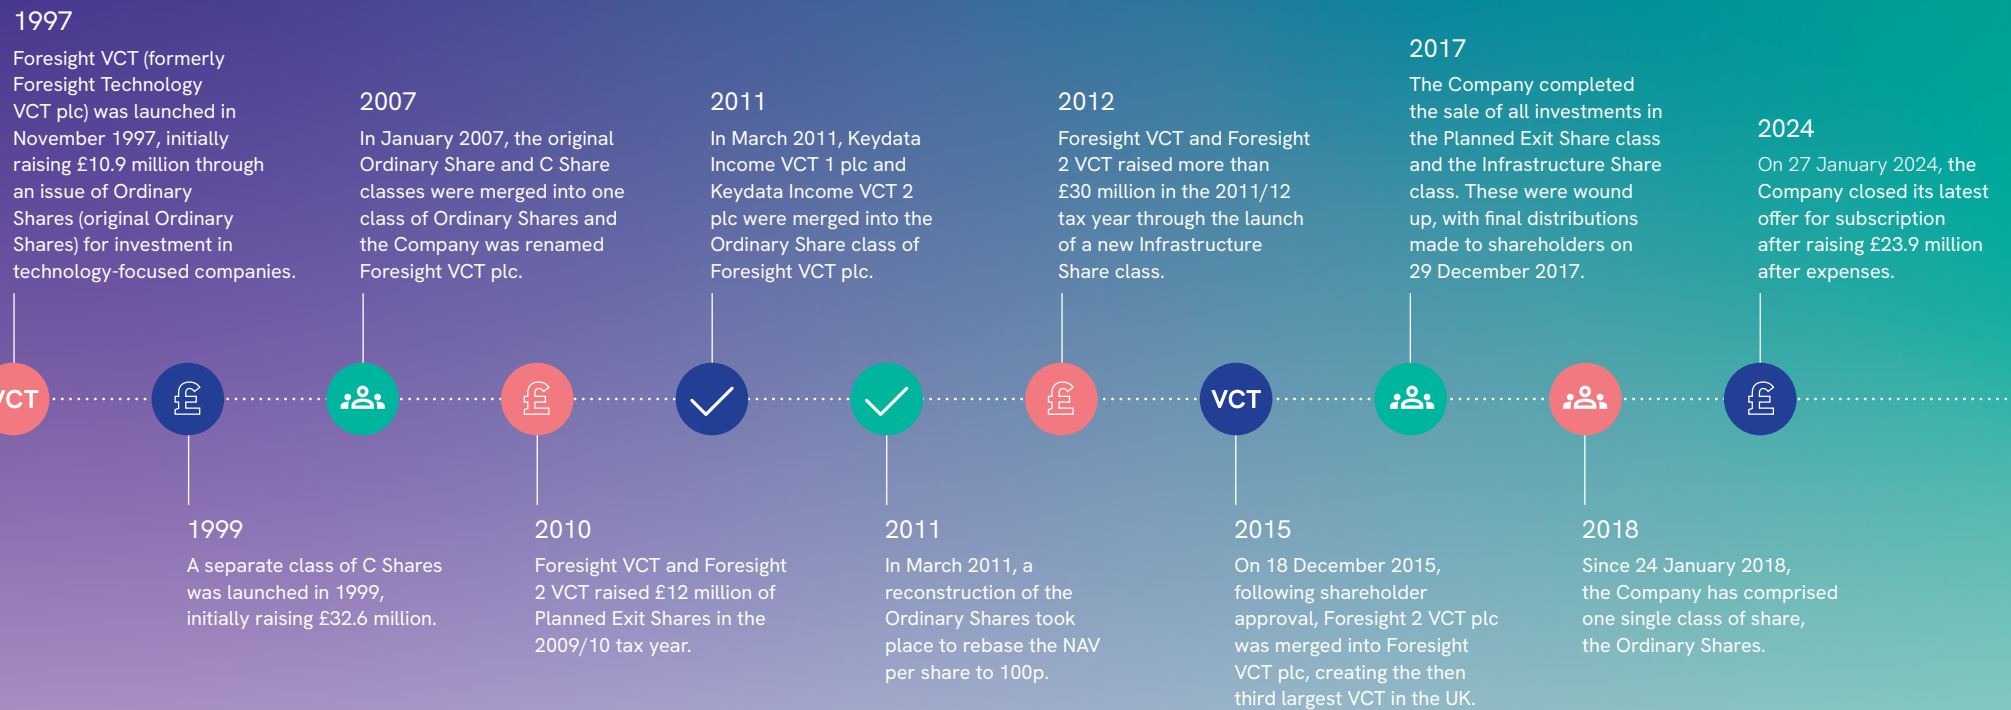 1997
Foresight VCT (formerly
Foresight Technology
VCT plc) was launched in
November 1997, initially
raising £10.9 million through
an issue of Ordinary
Shares (original Ordinary
Shares) for investment in
technology-focused companies.
2007
In January 2007, the original
Ordinary Share and C Share
classes were merged into one
class of Ordinary Shares and
the Company was renamed
Foresight VCT plc.
2011
In March 2011, Keydata
Income VCT 1 plc and
Keydata Income VCT 2
plc were merged into the
Ordinary Share class of
Foresight VCT plc.
2012
Foresight VCT and Foresight
2 VCT raised more than
£30 million in the 2011/12
tax year through the launch
of a new Infrastructure
Share class.
2017
The Company completed
the sale of all investments in
the Planned Exit Share class
and the Infrastructure Share
class. These were wound
up, with final distributions
made to shareholders on
29 December 2017.
2024
On 27 January 2024, the
Company closed its latest
offer for subscription
after raising £23.9 million
after expenses.
VCT
£
£
£
VCT
£
1999
A separate class of C Shares
was launched in 1999,
initially raising £32.6 million.
2010
Foresight VCT and Foresight
2 VCT raised £12 million of
Planned Exit Shares in the
2009/10 tax year.
2011
In March 2011, a
reconstruction of the
Ordinary Shares took
place to rebase the NAV
per share to 100p.
2015
On 18 December 2015,
following shareholder
approval, Foresight 2 VCT plc
was merged into Foresight
VCT plc, creating the then
third largest VCT in the UK.
2018
Since 24 January 2018,
the Company has comprised
one single class of share,
the Ordinary Shares.